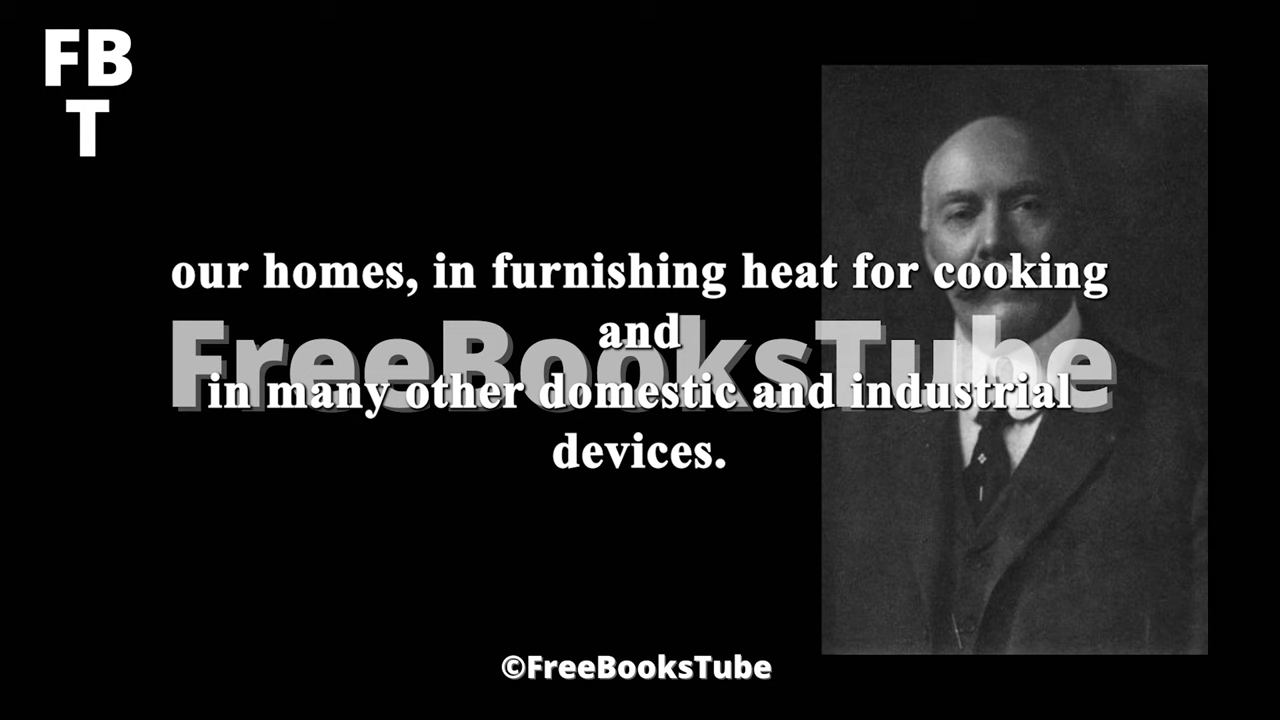 FB
T
our homes, in furnishing heat for cooking
and
FreeBooksTube
in many other domestic and industrial
devices.
©FreeBooksTube